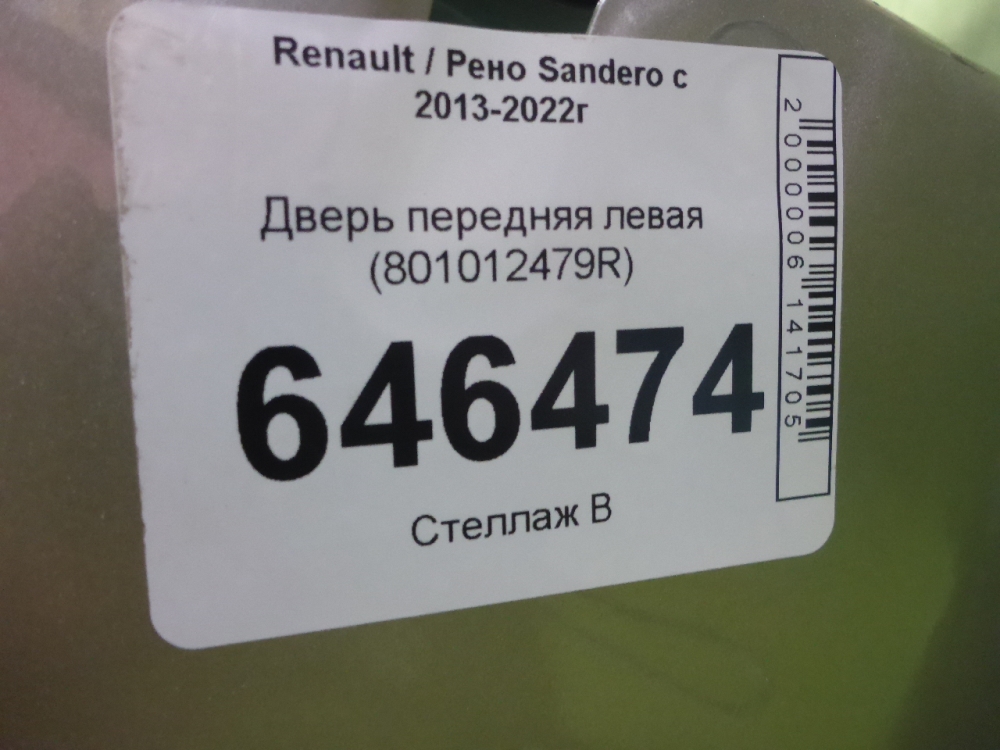 Renault / Рено Sandero с
2013-2022г
Дверь передняя левая
(801012479R)
646474
Стеллаж В
2000006141705